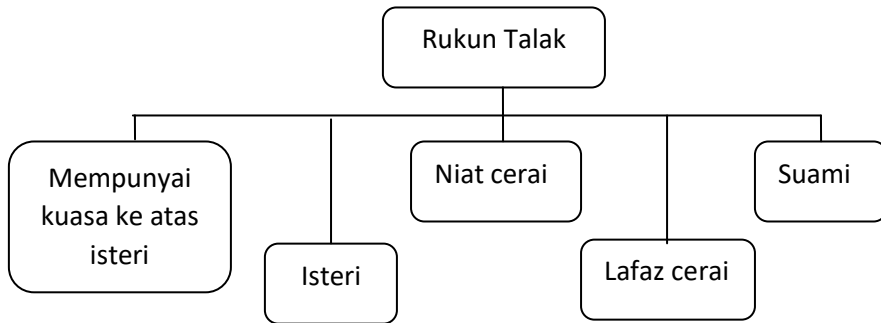 Rukun Talak
Mempunyai
kuasa ke atas
isteri
Isteri
Niat cerai
Lafaz cerai
Suami